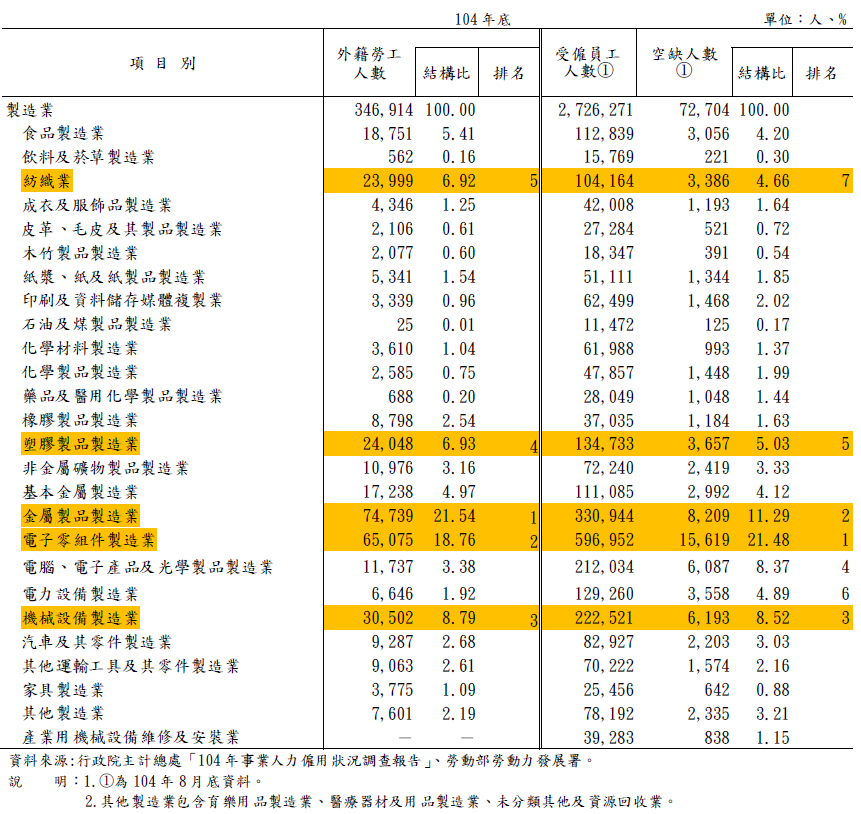 104年底 單位：人、%
項目別 外籍勞工人數 結構比 排名 受僱員工人數① 空缺人數① 結構比 排名
製造業 346,914 100.00 2,726,271 72,704 100.00
食品製造業 18,751 5.41 112,839 3,056 4.20
飲料及菸草製造業 562 0.16 15,769 221 0.30
紡織業 23,999 6.92 5 104,164 3,386 4.66 7
成衣及服飾品製造業 4,346 1.25 42,008 1,193 1.64
皮革、毛皮及其製品製造業 2,106 0.61 27,284 521 0.72
木竹製品製造業 2,077 0.60 18,347 391 0.54
紙漿、紙及紙製品製造業 5,341 1.54 51,111 1,344 1.85
印刷及資料儲存媒體複製業 3,339 0.96 62,499 1,468 2.02
石油及煤製品製造業 25 0.01 11,472 125 0.17
化學材料製造業 3,610 1.04 61,988 993 1.37
化學製品製造業 2,585 0.75 47,857 1,448 1.99
藥品及醫用化學製品製造業 688 0.20 28,049 1,048 1.44
橡膠製品製造業 8,798 2.54 37,035 1,184 1.63
塑膠製品製造業 24,048 6.93 4 134,733 3,657 5.03 5
非金屬礦物製品製造業 10,976 3.16 72,240 2,419 3.33
基本金屬製造業 17,238 4.97 111,085 2,992 4.12
金屬製品製造業 74,739 21.54 1 330,944 8,209 11.29 2
電子零組件製造業 65,075 18.76 2 596,952 15,619 21.48 1
電腦、電子產品及光學製品製造業 11,737 3.38 212,034 6,087 8.37 4
電力設備製造業 6,646 1.92 129,260 3,558 4.89 6
機械設備製造業 30,502 8.79 3 222,521 6,193 8.52 3
汽車及其零件製造業 9,287 2.68 82,927 2,203 3.03
其他運輸工具及其零件製造業 9,063 2.61 70,222 1,574 2.16
家具製造業 3,775 1.09 25,456 642 0.88
其他製造業 7,601 2.19 78,192 2,335 3.21
產業用機械設備維修及安裝業 — — 39,283 838 1.15
資料來源:行政院主計總處「104年事業人力僱用狀況調查報告」、勞動部勞動力發展署。
說 明：1.①為104年8月底資料。
2.其他製造業包含育樂用品製造業、醫療器材及用品製造業、未分類其他及資源回收業。